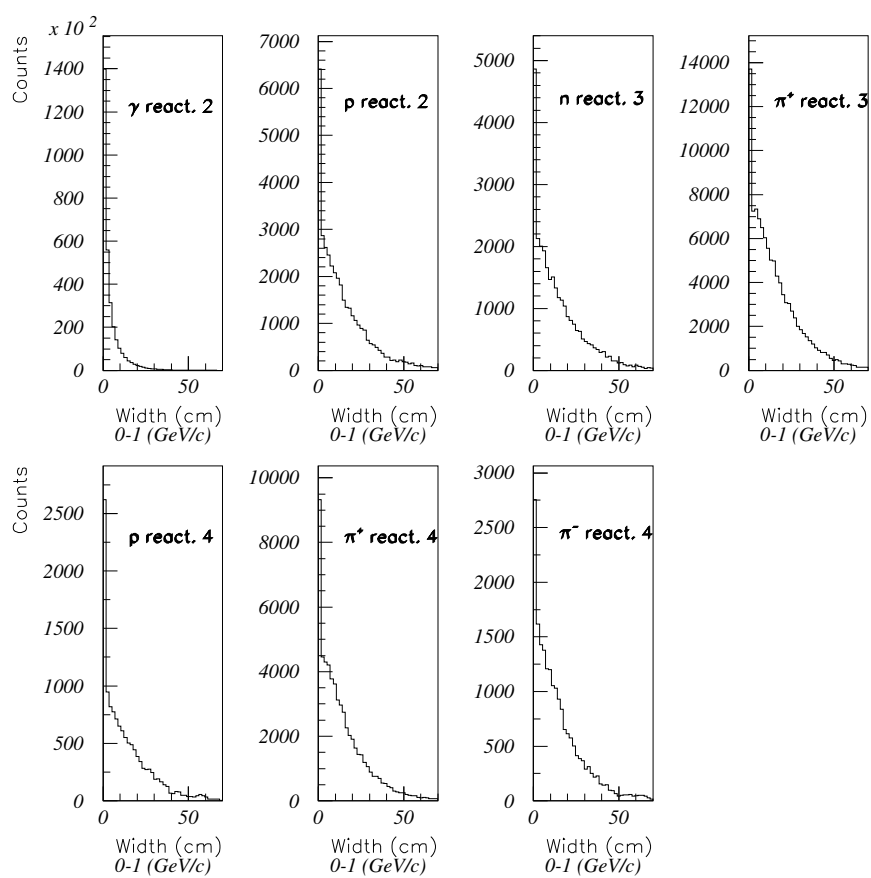 x 10 2
Counts
1400
1200
1000
800
600
400
200
0
γ react. 2
0
50
Width (cm)
0-1 (GeV/c)
7000
6000
5000
4000
3000
2000
1000
0
p react. 2
0
50
Width (cm)
0-1 (GeV/c)
5000
4000
3000
2000
1000
0
n react. 3
0
50
Width (cm)
0-1 (GeV/c)
14000
12000
10000
8000
6000
4000
2000
0
π+ react. 3
0
50
Width (cm)
0-1 (GeV/c)
Counts
2500
2000
1500
1000
500
0
p react. 4
0
50
Width (cm)
0-1 (GeV/c)
10000
8000
6000
4000
2000
0
π+ react. 4
0
50
Width (cm)
0-1 (GeV/c)
3000
2500
2000
1500
1000
500
0
π- react. 4
0
50
Width (cm)
0-1 (GeV/c)